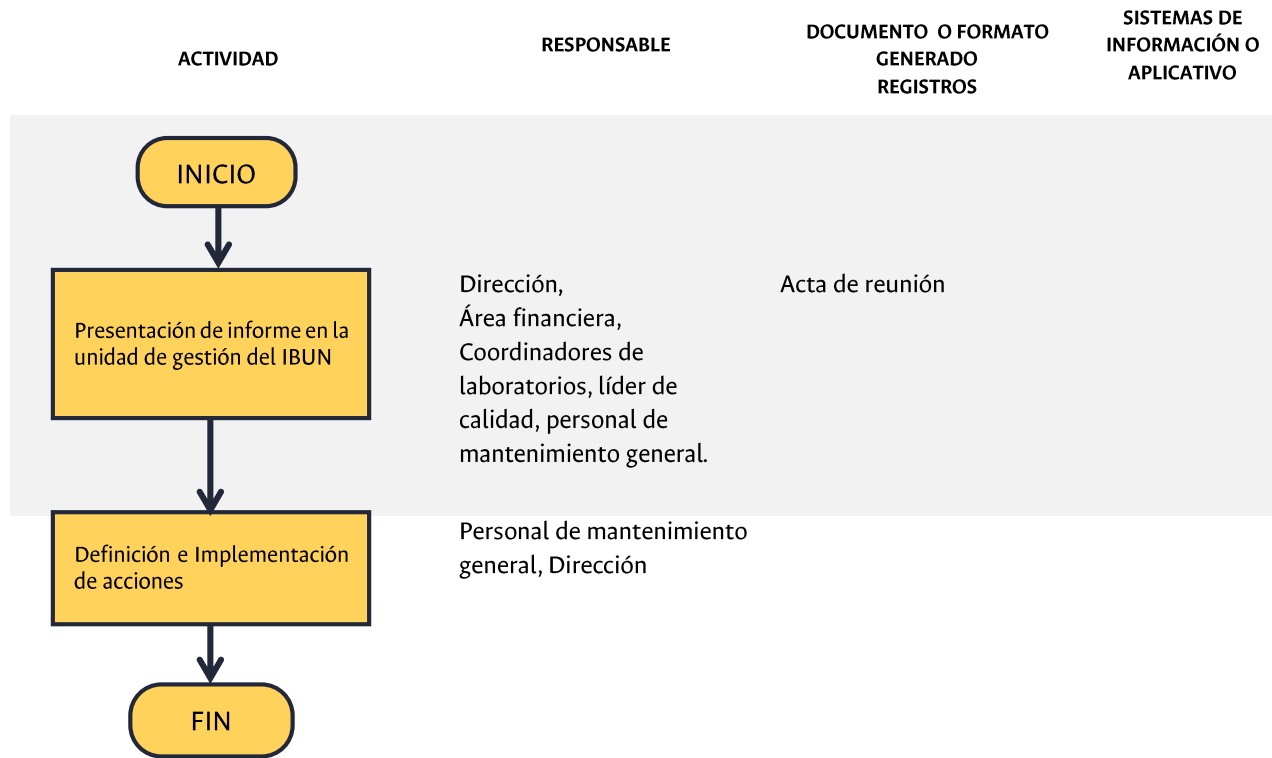 ACTIVIDAD
RESPONSABLE
DOCUMENTO O FORMATO
GENERADO
REGISTROS
SISTEMAS DE
INFORMACIÓN O
APLICATIVO
INICIO
Presentación de informe en la
unidad de gestión del IBUN
Dirección,
Área financiera,
Coordinadores de
laboratorios, líder de
calidad, personal de
mantenimiento general.
Acta de reunión
Definición e Implementación
de acciones
Personal de mantenimiento
general, Dirección
FIN